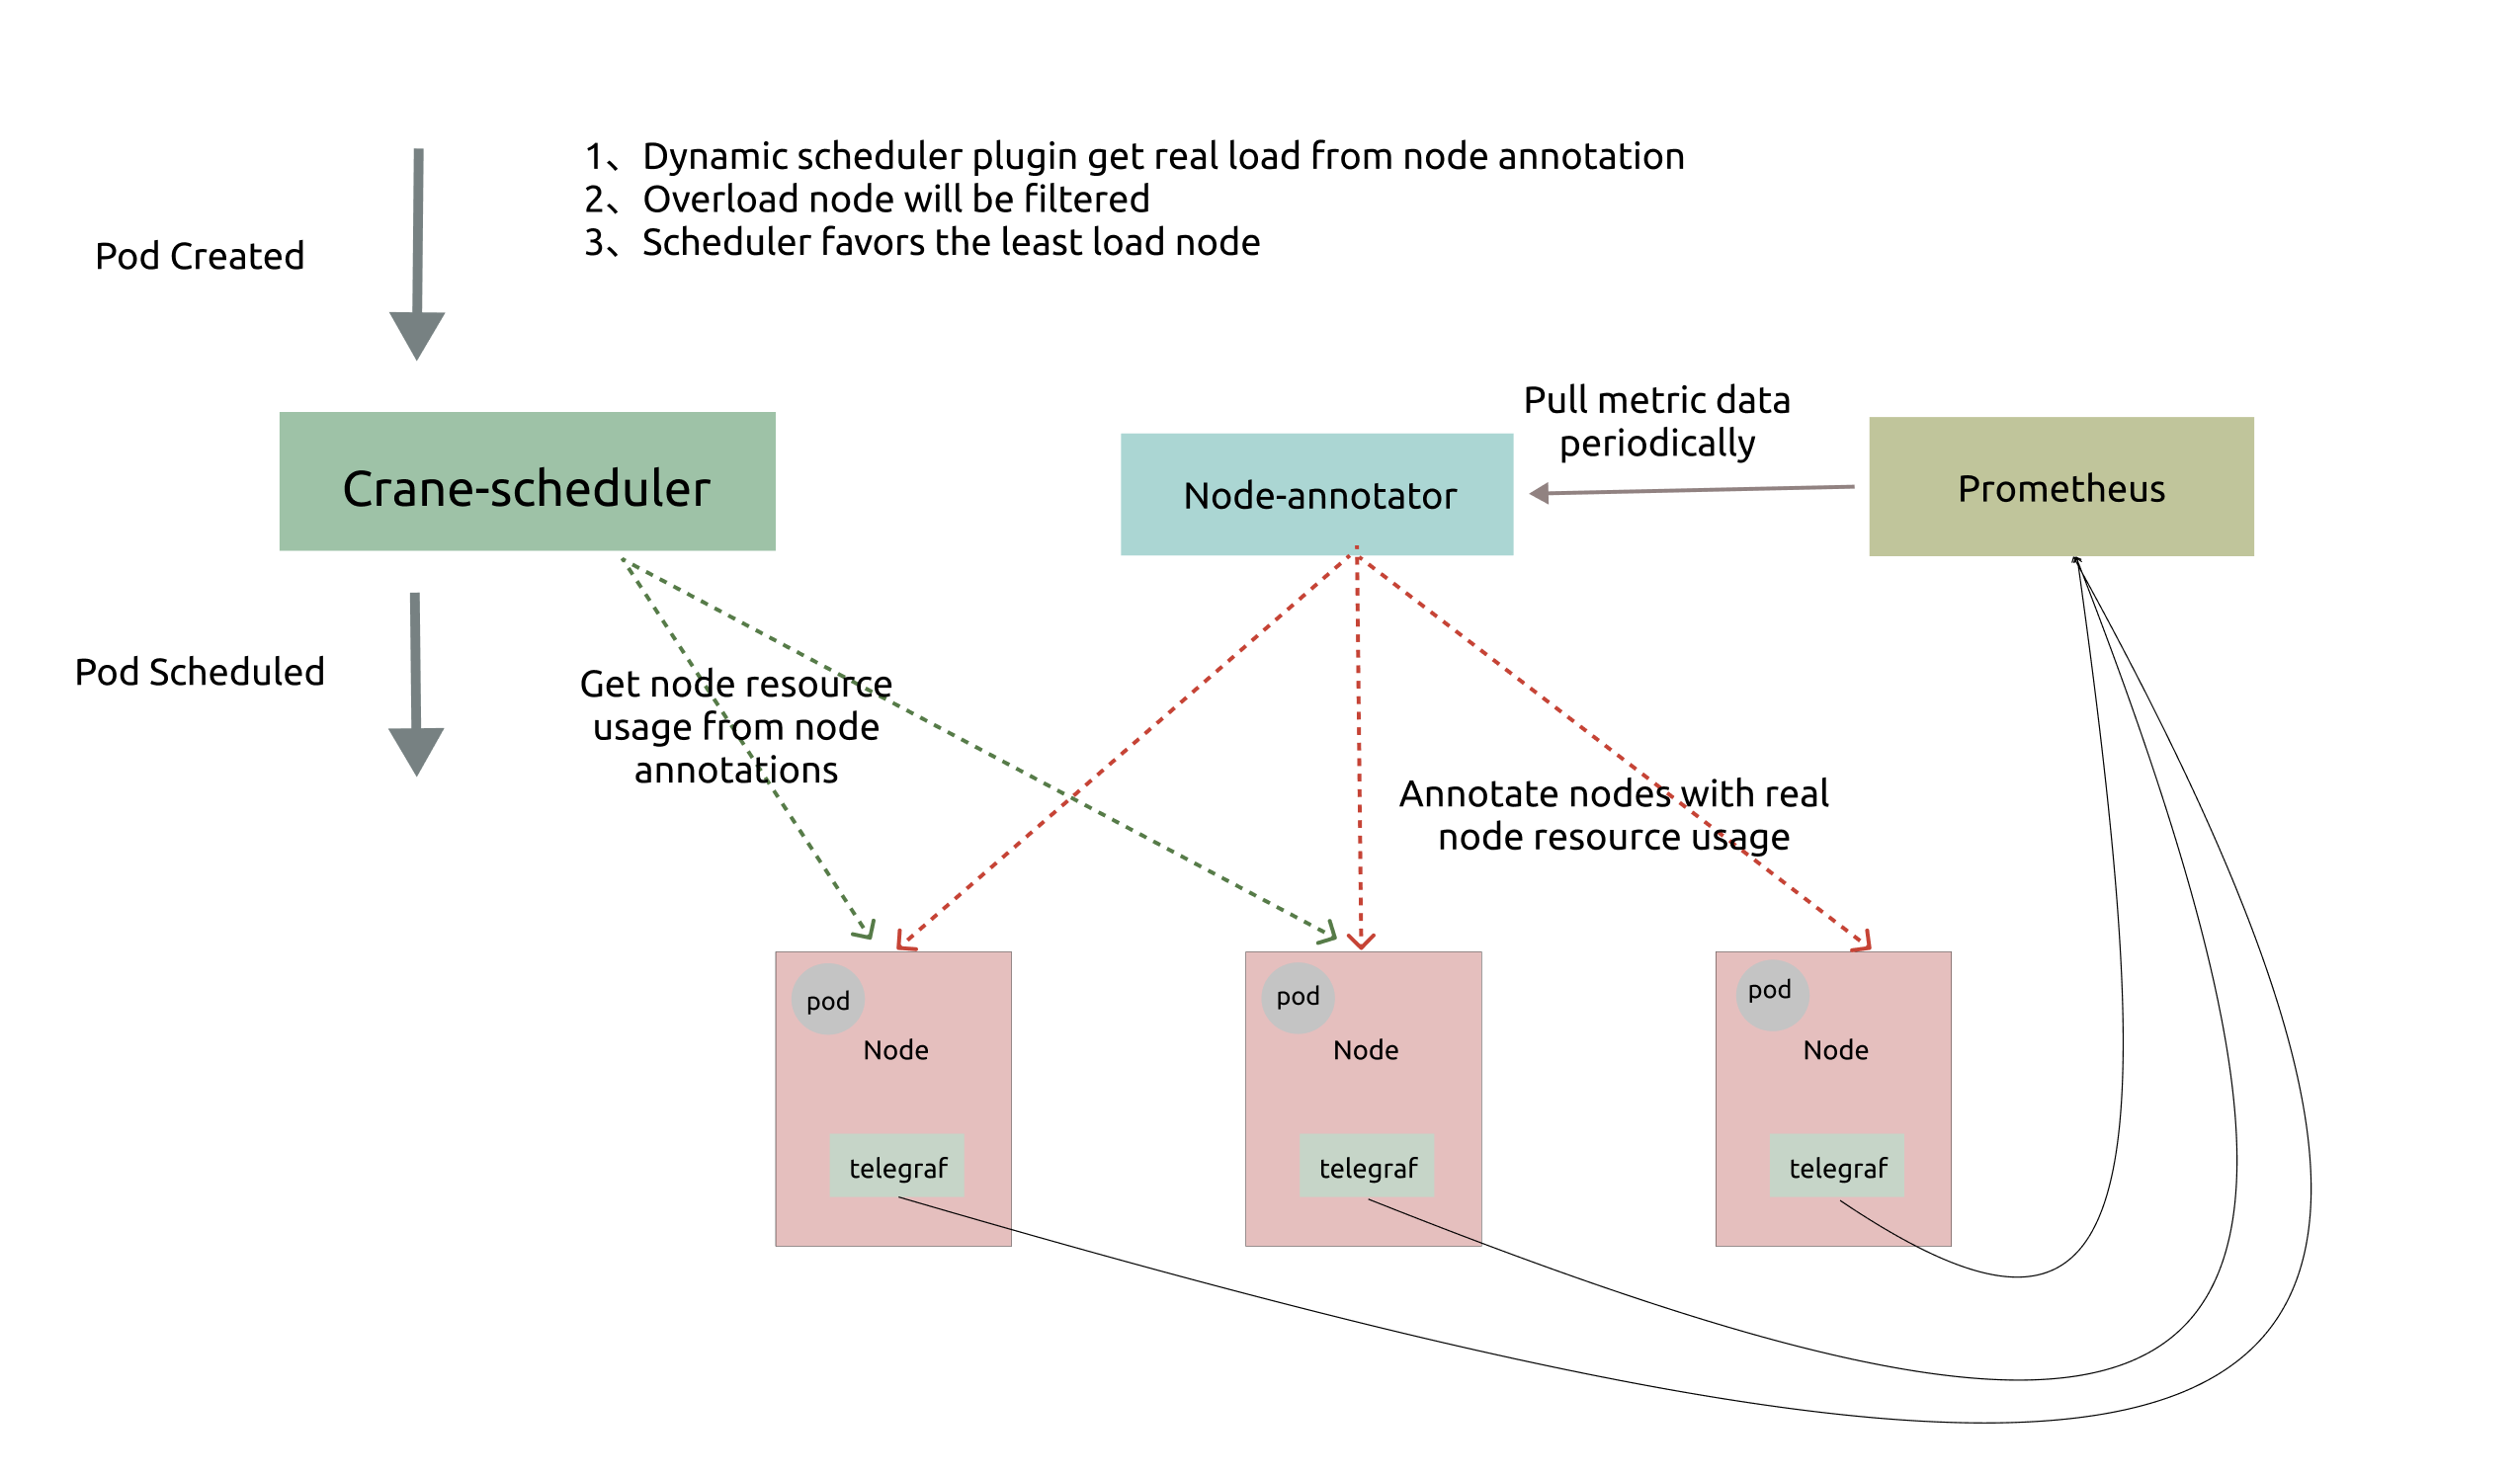 1、 Dynamic scheduler plugin get real load from node annotation
2、 Overload node will be filtered
3、 Scheduler favors the least load node
Pod Created
Pull metric data
periodically
Crane-scheduler
Node-annotator
Prometheus
Pod Scheduled
Get node resource
usage from node
annotations
Annotate nodes with real
node resource usage
pod
Node
telegraf
pod
Node
telegraf
pod
Node
telegraf